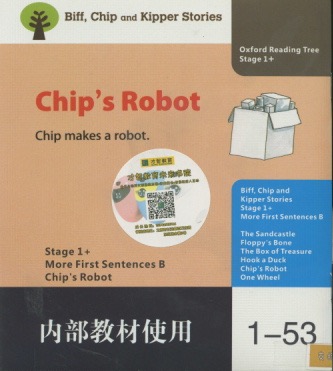 Biff, Chip and Kipper Stories
Oxford Reading Tree
Stage 1+
Chip's Robot
Chip makes a robot.
Stage 1+
More First Sentences B
Chip's Robot
Biff, Chip and
Kipper Stories
Stage 1+
More First Sentences B
The Sandcastle
Floppy's Bone
The Box of Treasure
Hook a Duck
Chip's Robot
One Wheel
内部教材使用
1-53